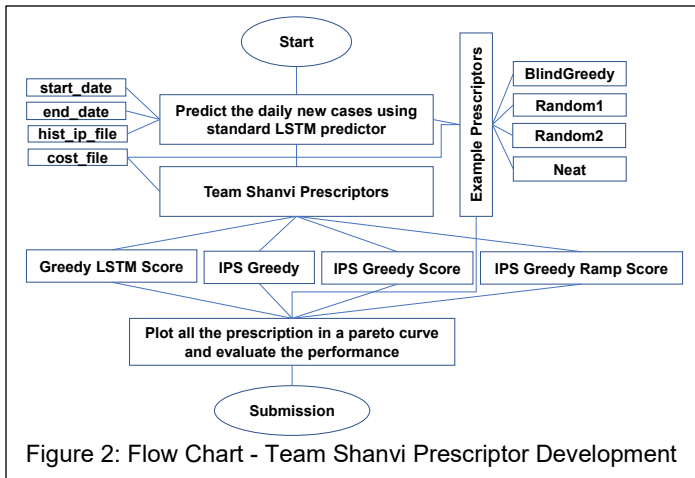 Start
start_date
end_date
hist_ip_file
cost_file
Predict the daily new cases using
standard LSTM predictor
Example Prescriptors
BlindGreedy
Random1
Random2
Neat
Team Shanvi Prescriptors
Greedy LSTM Score
IPS Greedy
IPS Greedy Score
IPS Greedy Ramp Score
Plot all the prescription in a pareto curve
and evaluate the performance
Submission
Figure 2: Flow Chart - Team Shanvi Prescriptor Development